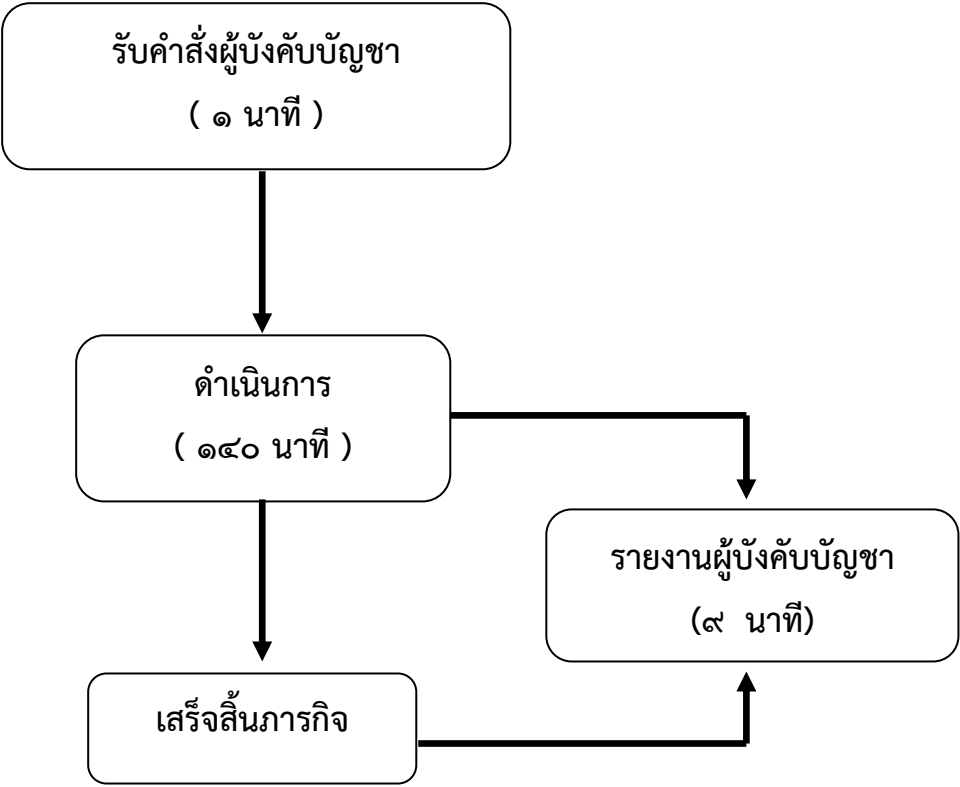 รับคำสั่งผู้บังคับบัญชา
( ๑ นาที )
ดำเนินการ
( ๑๔๐ นาที )
รายงานผู้บังคับบัญชา
(๙ นาที)
เสร็จสิ้นภารกิจ